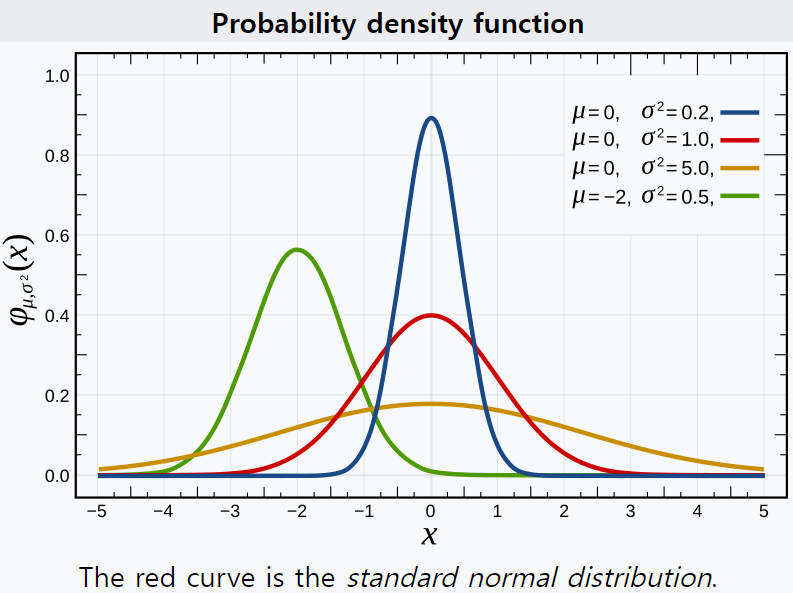 Probability density function
1.0
0.8
0.6
0.4
0.2
0.0
φμ,σ²(x)
μ=0, σ²=0.2,
μ=0, σ²=1.0,
μ=0, σ²=5.0,
μ=−2, σ²=0.5,
−5 −4 −3 −2 −1 0 1 2 3 4 5
x
The red curve is the standard normal distribution.